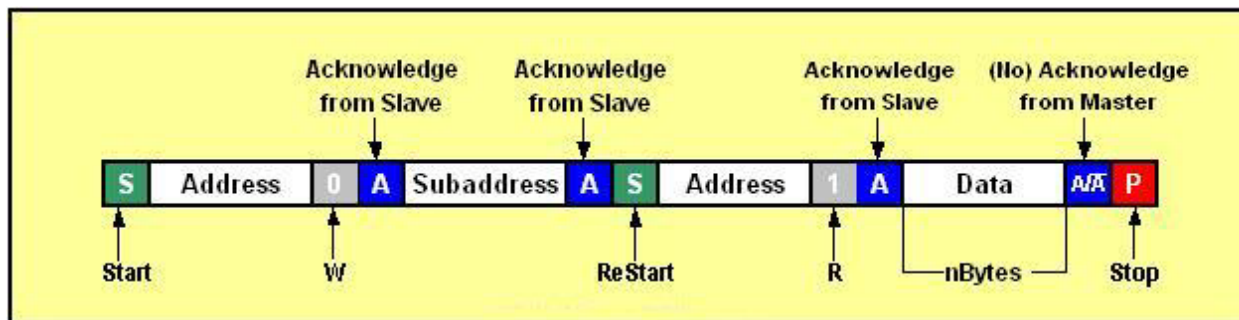 Acknowledge
from Slave
Acknowledge
from Slave
Acknowledge
from Slave
(No) Acknowledge
from Master
S Address 0 A Subaddress A S Address 1 A Data A/A̅ P
Start W ReStart R nBytes Stop